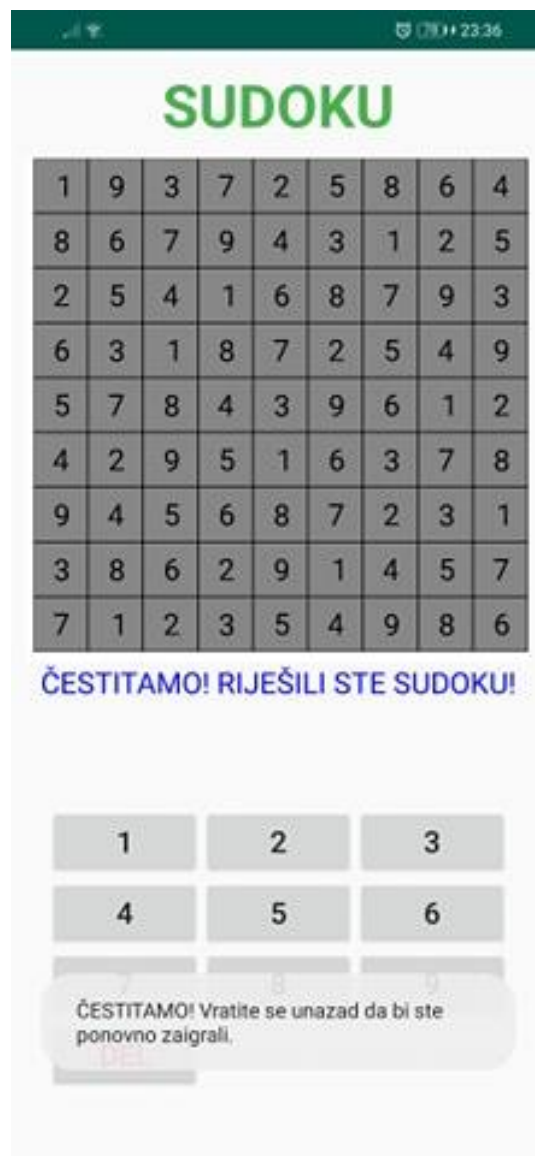 23:36
SUDOKU
1 9 3 7 2 5 8 6 4
8 6 7 9 4 3 1 2 5
2 5 4 1 6 8 7 9 3
6 3 1 8 7 2 5 4 9
5 7 8 4 3 9 6 1 2
4 2 9 5 1 6 3 7 8
9 4 5 6 8 7 2 3 1
3 8 6 2 9 1 4 5 7
7 1 2 3 5 4 9 8 6
ČESTITAMO! RIJEŠILI STE SUDOKU!
1 2 3
4 5 6
7 8 9
ČESTITAMO! Vratite se unazad da bi ste
ponovno zaigrali.
DEL